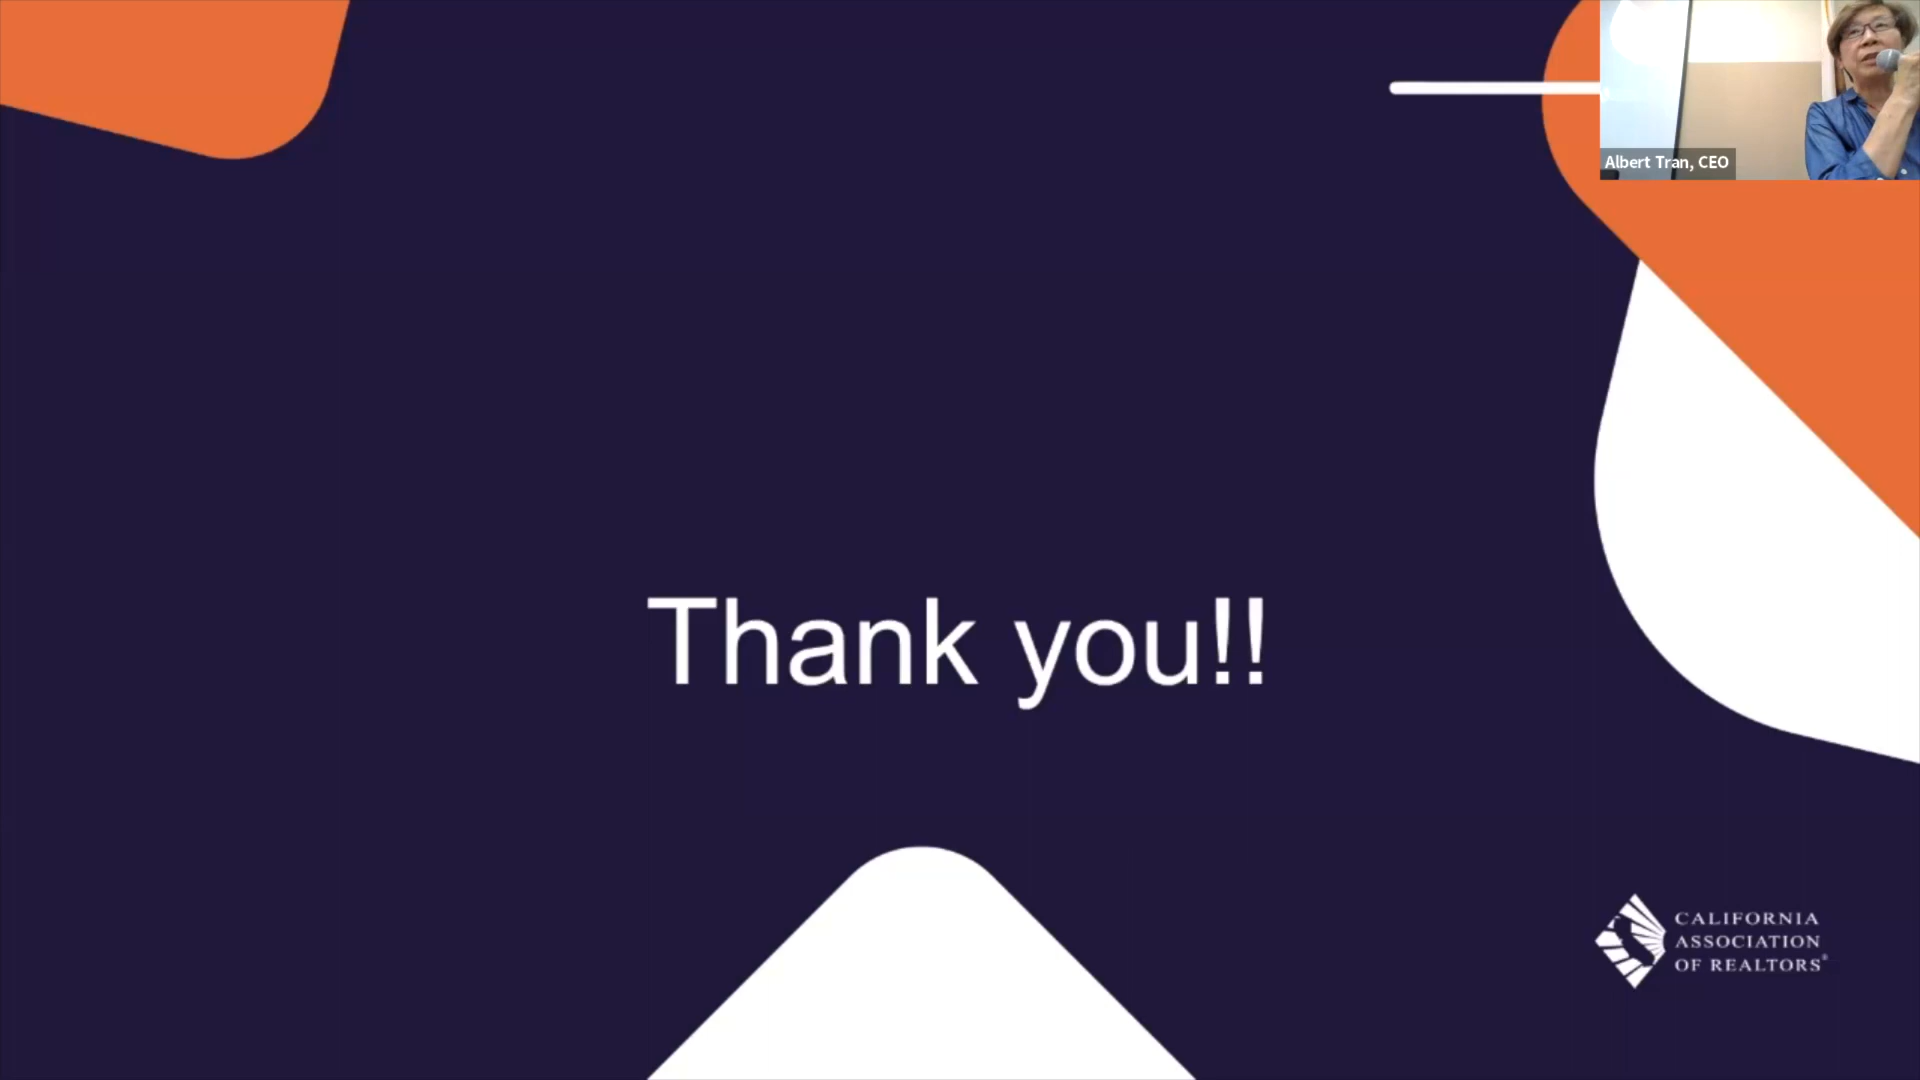 Albert Tran, CEO
Thank you!!
CALIFORNIA
ASSOCIATION
OF REALTORS®